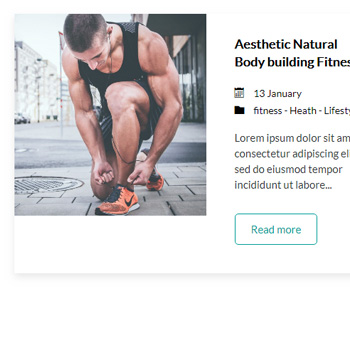 Aesthetic Natural
Body building Fitnes
13 January
fitness - Heath - Lifest
Lorem ipsum dolor sit am
consectetur adipiscing el
sed do eiusmod tempor
incididunt ut labore...
Read more